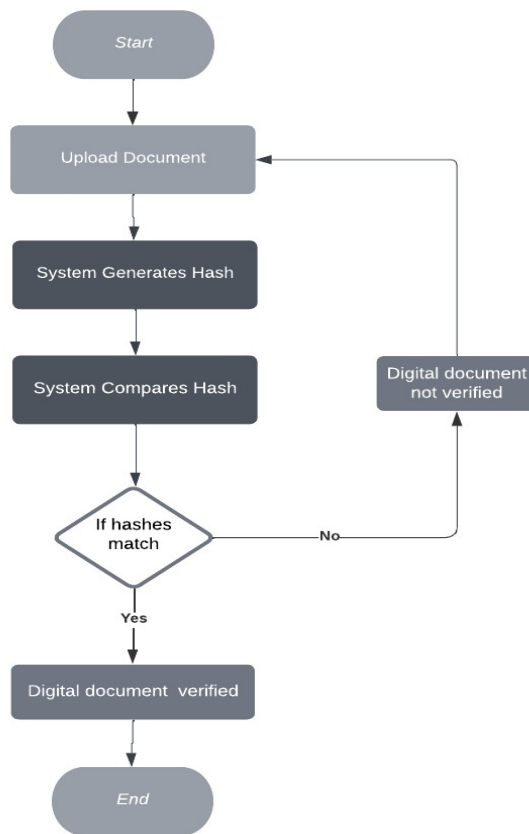 Start
Upload Document
System Generates Hash
System Compares Hash
Digital document
not verified
If hashes
match
No
Yes
Digital document  verified
End